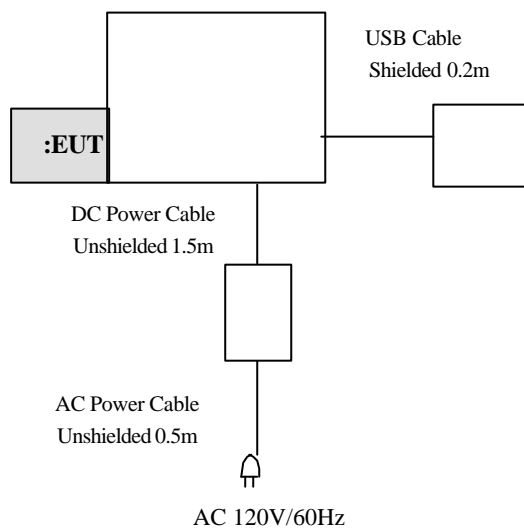 USB Cable
Shielded 0.2m
:EUT
DC Power Cable
Unshielded 1.5m
AC Power Cable
Unshielded 0.5m
AC 120V/60Hz